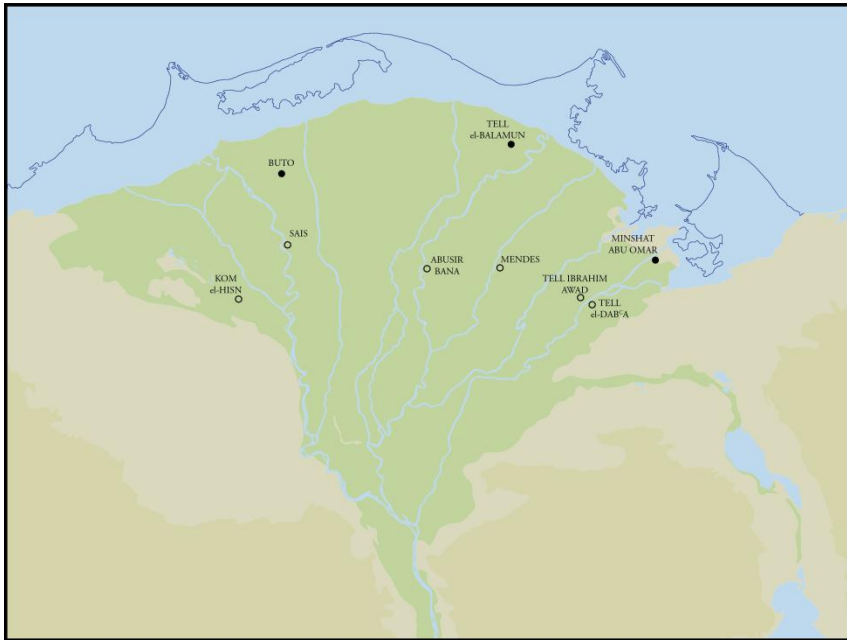 TELL
el-BALAMUN
BUTO
SAIS
MINSHAT
ABU OMAR
ABUSIR
BANA
MENDES
KOM
el-HISN
TELL IBRAHIM
AWAD
TELL
el-DABᶜA